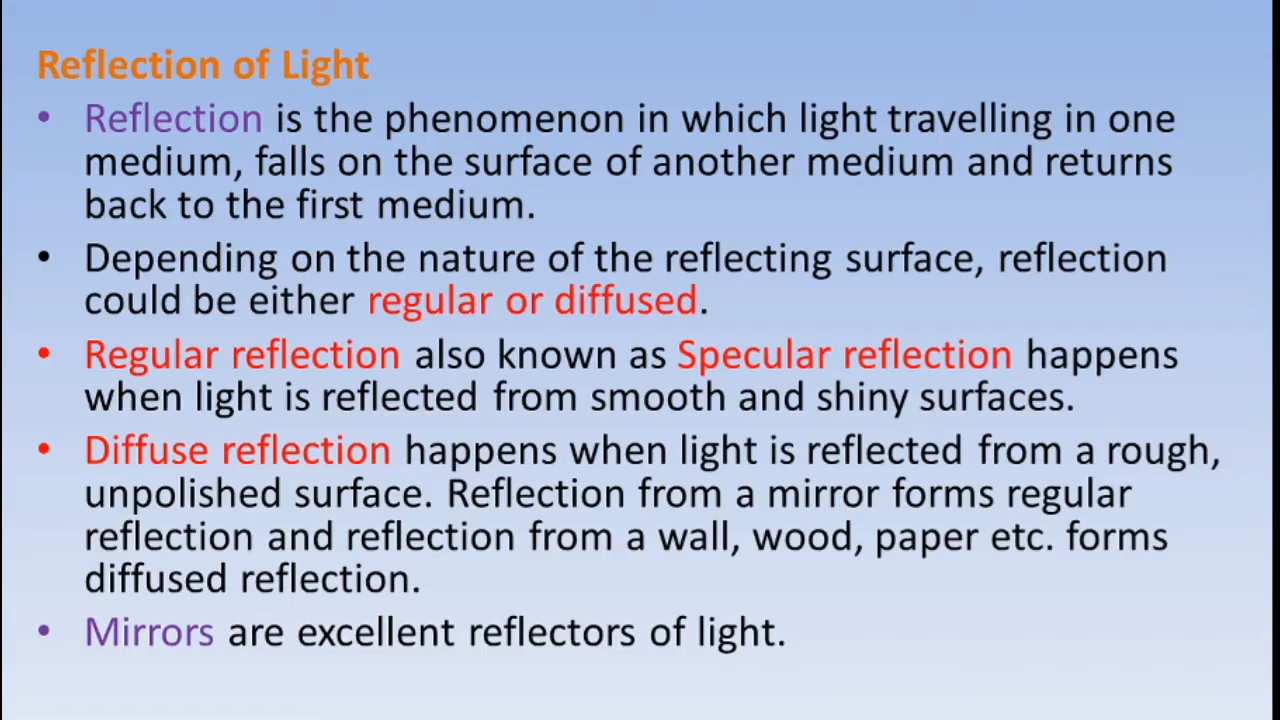 Reflection of Light
• Reflection is the phenomenon in which light travelling in one
medium, falls on the surface of another medium and returns
back to the first medium.
• Depending on the nature of the reflecting surface, reflection
could be either regular or diffused.
• Regular reflection also known as Specular reflection happens
when light is reflected from smooth and shiny surfaces.
• Diffuse reflection happens when light is reflected from a rough,
unpolished surface. Reflection from a mirror forms regular
reflection and reflection from a wall, wood, paper etc. forms
diffused reflection.
• Mirrors are excellent reflectors of light.